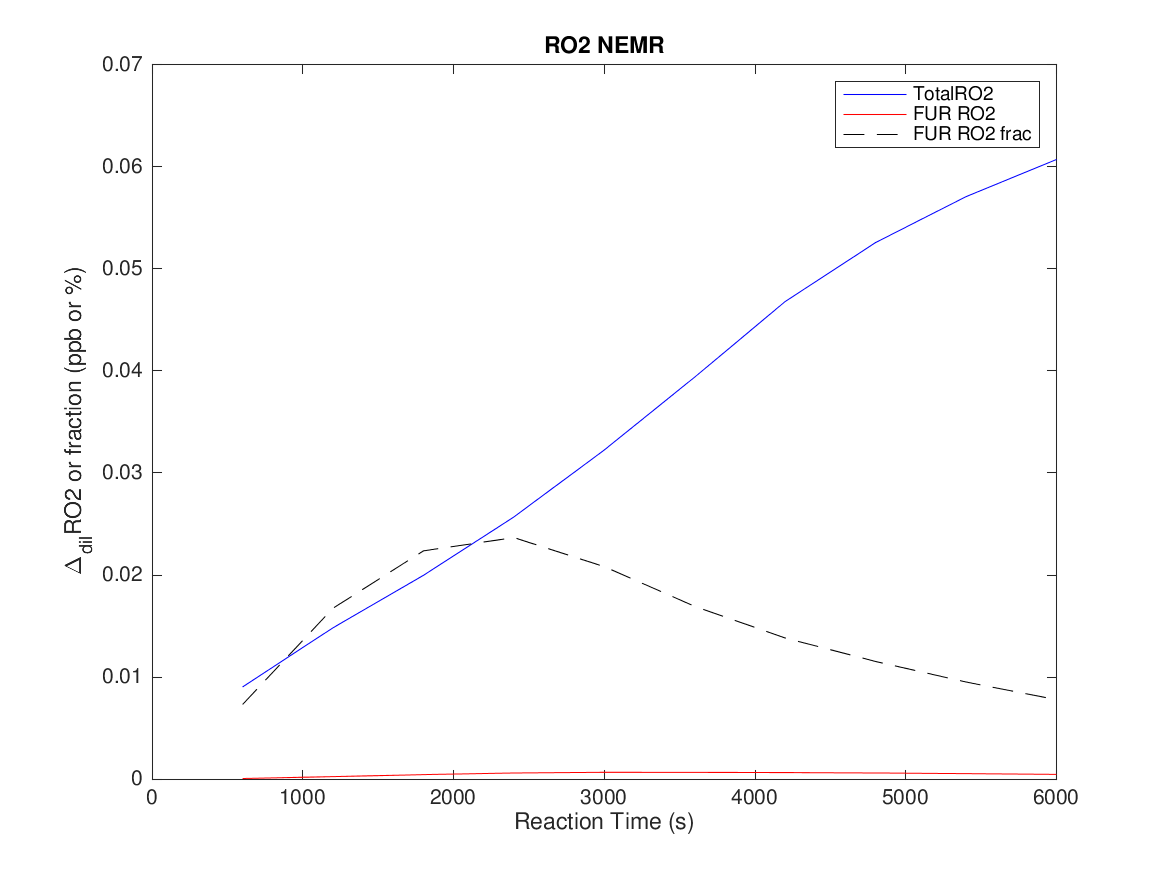 RO2 NEMR
0.07
0.06
0.05
0.04
0.03
0.02
0.01
0
TotalRO2
FUR RO2
FUR RO2 frac
Δdil RO2 or fraction (ppb or %)
0 1000 2000 3000 4000 5000 6000
Reaction Time (s)